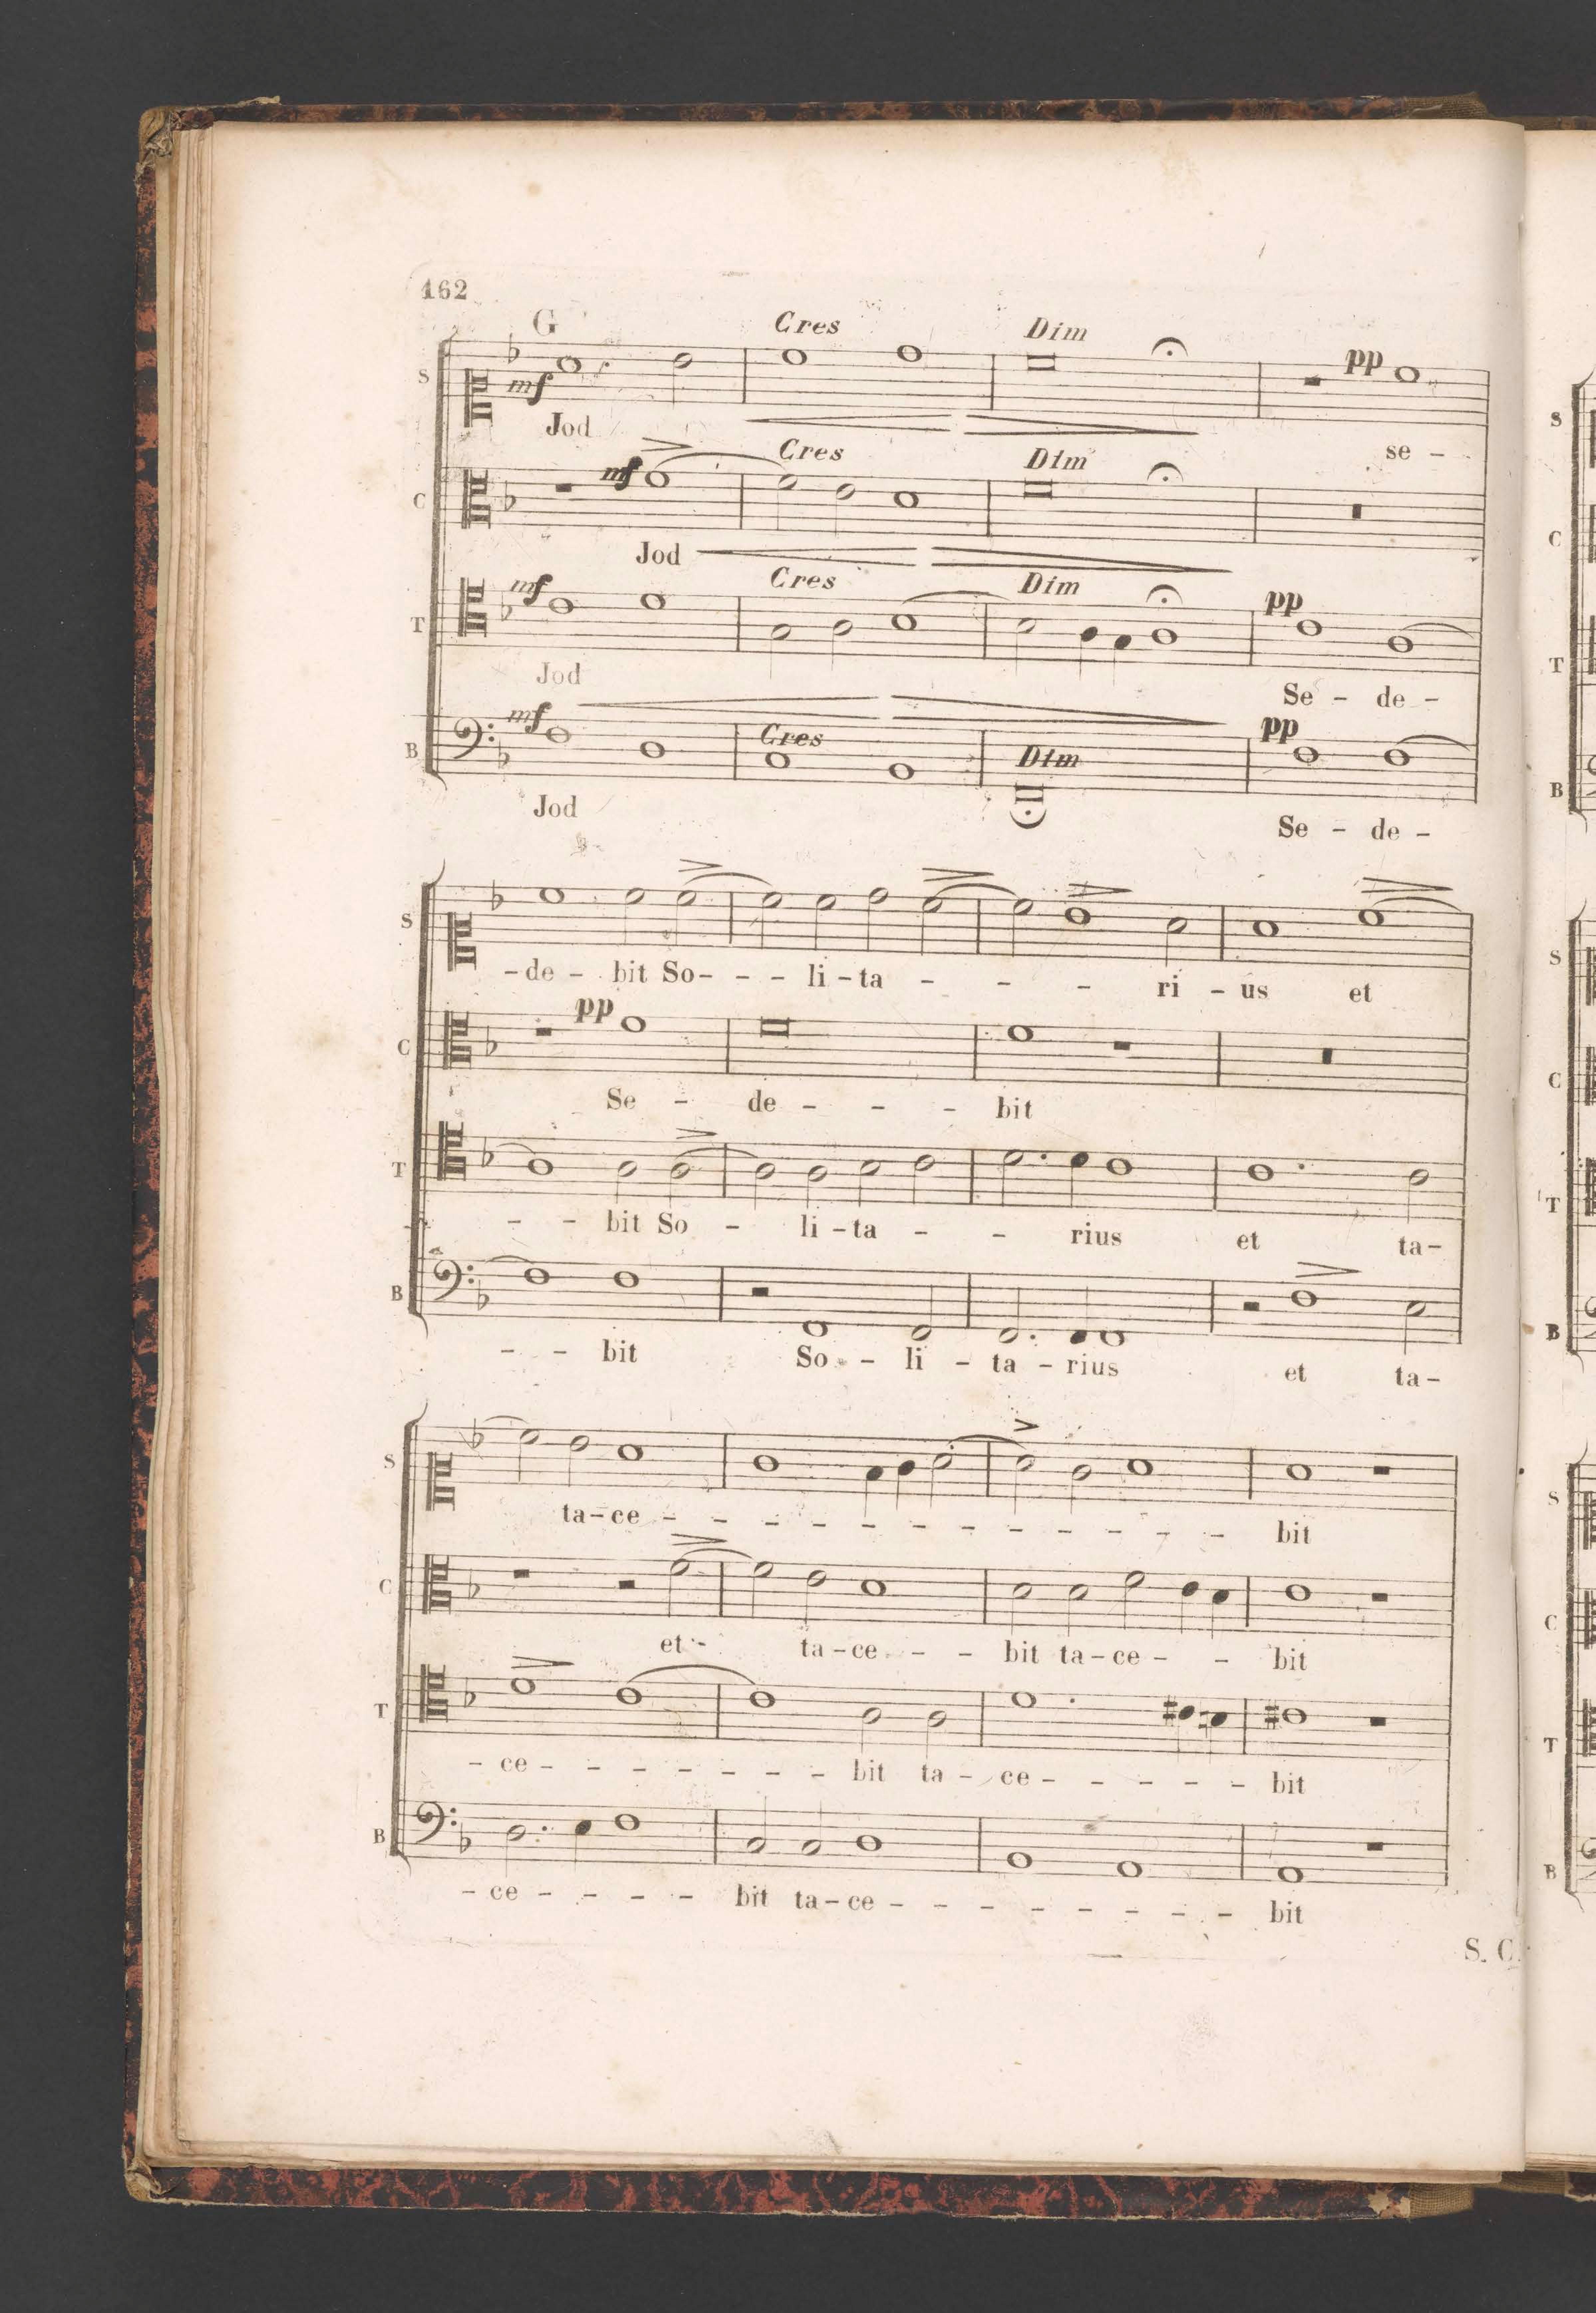 162
G
Cres Dim
S mf pp
Jod se -
mf Cres Dim
C
Jod
mf Cres Dim pp
T
Jod Se - de -
mf Cres Dim pp
B
Jod Se - de -
S
- de - bit So - - - li - ta - - - ri - us et
pp
C
Se - de - - - bit
T
- - bit So - li - ta - - rius et ta -
B
- - bit So - li - ta - rius et ta -
S
ta - ce - - - - - - - - - - - - bit
C
et - ta - ce - - bit ta - ce - - bit
T
- ce - - - - - - - bit ta - ce - - - - - bit
B
- ce - - - - bit ta - ce - - - - - - - - bit
S. C.
S
C
T
B
S
C
T
B
S
C
T
B